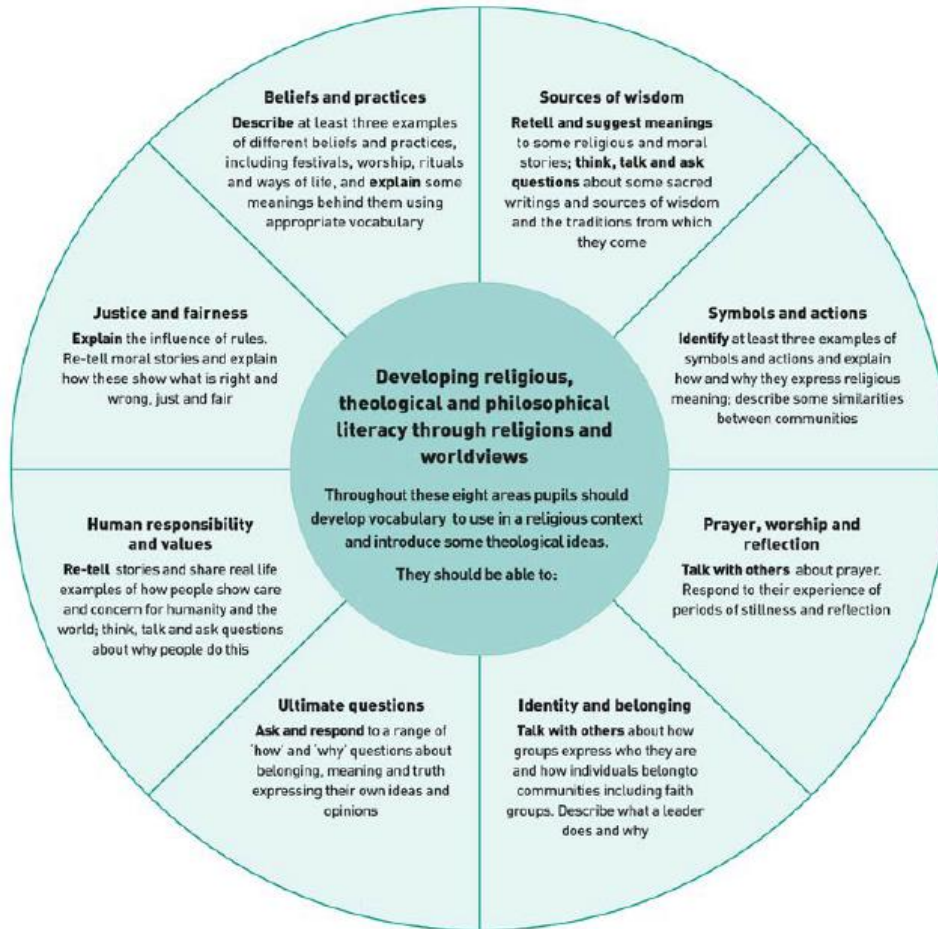 Beliefs and practices
Describe at least three examples
of different beliefs and practices,
including festivals, worship, rituals
and ways of life, and explain some
meanings behind them using
appropriate vocabulary
Sources of wisdom
Retell and suggest meanings
to some religious and moral
stories; think, talk and ask
questions about some sacred
writings and sources of wisdom
and the traditions from which
they come
Justice and fairness
Explain the influence of rules.
Re-tell moral stories and explain
how these show what is right and
wrong, just and fair
Developing religious,
theological and philosophical
literacy through religions and
worldviews
Throughout these eight areas pupils should
develop vocabulary to use in a religious context
and introduce some theological ideas.
They should be able to:
Symbols and actions
Identify at least three examples of
symbols and actions and explain
how and why they express religious
meaning; describe some similarities
between communities
Human responsibility
and values
Re-tell stories and share real life
examples of how people show care
and concern for humanity and the
world; think, talk and ask questions
about why people do this
Prayer, worship and
reflection
Talk with others about prayer.
Respond to their experience of
periods of stillness and reflection
Ultimate questions
Ask and respond to a range of
'how' and 'why' questions about
belonging, meaning and truth
expressing their own ideas and
opinions
Identity and belonging
Talk with others about how
groups express who they are
and how individuals belongto
communities including faith
groups. Describe what a leader
does and why